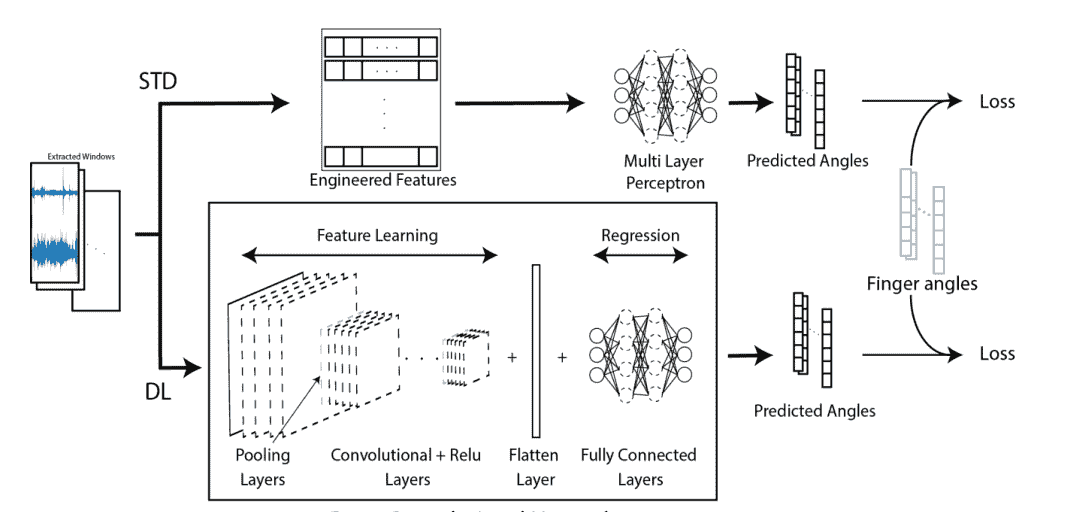 STD
Extracted Windows
Engineered Features
Multi Layer
Perceptron
Predicted Angles
Loss
Feature Learning
Regression
Finger angles
Loss
DL
Pooling
Layers
Convolutional + Relu
Layers
Flatten
Layer
Fully Connected
Layers
Predicted Angles
+
+